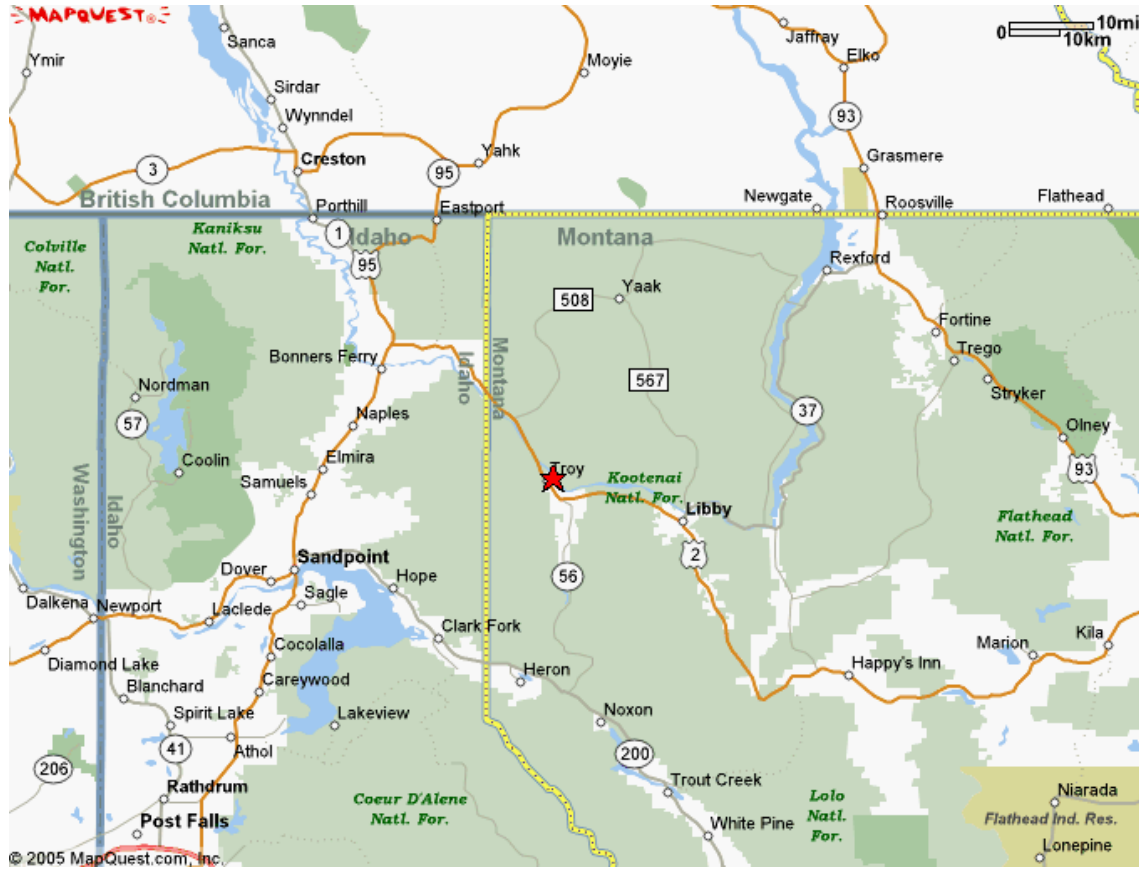 MAPQUEST®
10mi
0
10km
Sanca
Jaffray
Elko
Ymir
Moyie
Sirdar
Wynndel
93
Creston
Yahk
3
95
Grasmere
British Columbia
Newgate
Flathead
Porthill
Eastport
Roosville
Kaniksu
Natl. For.
1
Idaho
Montana
Colville
Natl.
For.
95
Rexford
Yaak
508
Fortine
Trego
Bonners Ferry
Idaho
Montana
567
Stryker
Nordman
57
Naples
37
Olney
Coolin
Elmira
Troy
93
Washington
Idaho
Samuels
Kootenai
Natl. For.
Libby
Flathead
Natl. For.
2
Sandpoint
Dover
Hope
56
Sagle
Dalkena
Newport
Laclede
Clark Fork
Marion
Kila
Diamond Lake
Cocolalla
Heron
Happy's Inn
Blanchard
Careywood
Spirit Lake
Lakeview
Noxon
41
Athol
200
206
Rathdrum
Trout Creek
Coeur D'Alene
Natl. For.
Lolo
Natl.
For.
Niarada
Post Falls
White Pine
Flathead Ind. Res.
Lonepine
© 2005 MapQuest.com, Inc.